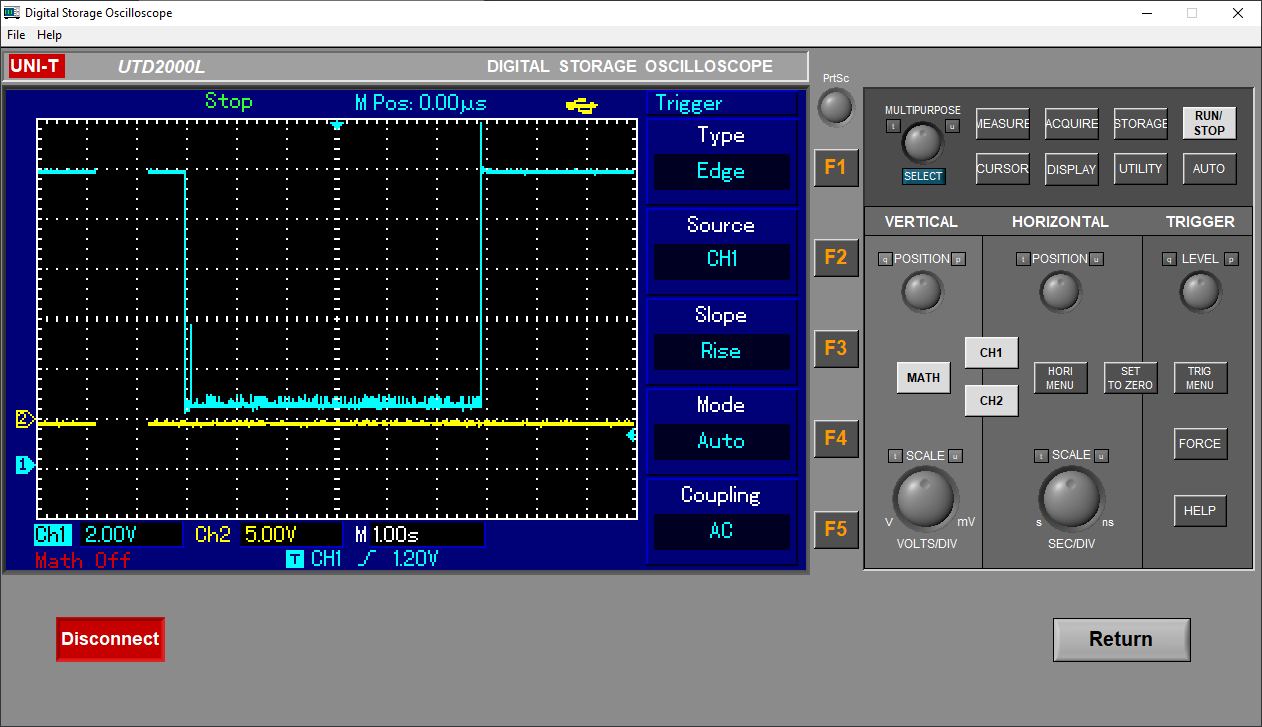 Digital Storage Oscilloscope
File Help
UNI-T UTD2000L DIGITAL STORAGE OSCILLOSCOPE
Stop M Pos: 0.00μs Trigger
Type
Edge
Source
CH1
Slope
Rise
Mode
Auto
Coupling
AC
2
1
Ch1 2.00V Ch2 5.00V M 1.00s
Math Off T CH1 1.20V
PrtSc
F1
F2
F3
F4
F5
MULTIPURPOSE
t u
SELECT
MEASURE ACQUIRE STORAGE RUN/
STOP
CURSOR DISPLAY UTILITY AUTO
VERTICAL HORIZONTAL TRIGGER
q POSITION p t POSITION u q LEVEL p
MATH
CH1
CH2
HORI
MENU
SET
TO ZERO
TRIG
MENU
FORCE
HELP
t SCALE u t SCALE u
V mV s ns
VOLTS/DIV SEC/DIV
Disconnect
Return